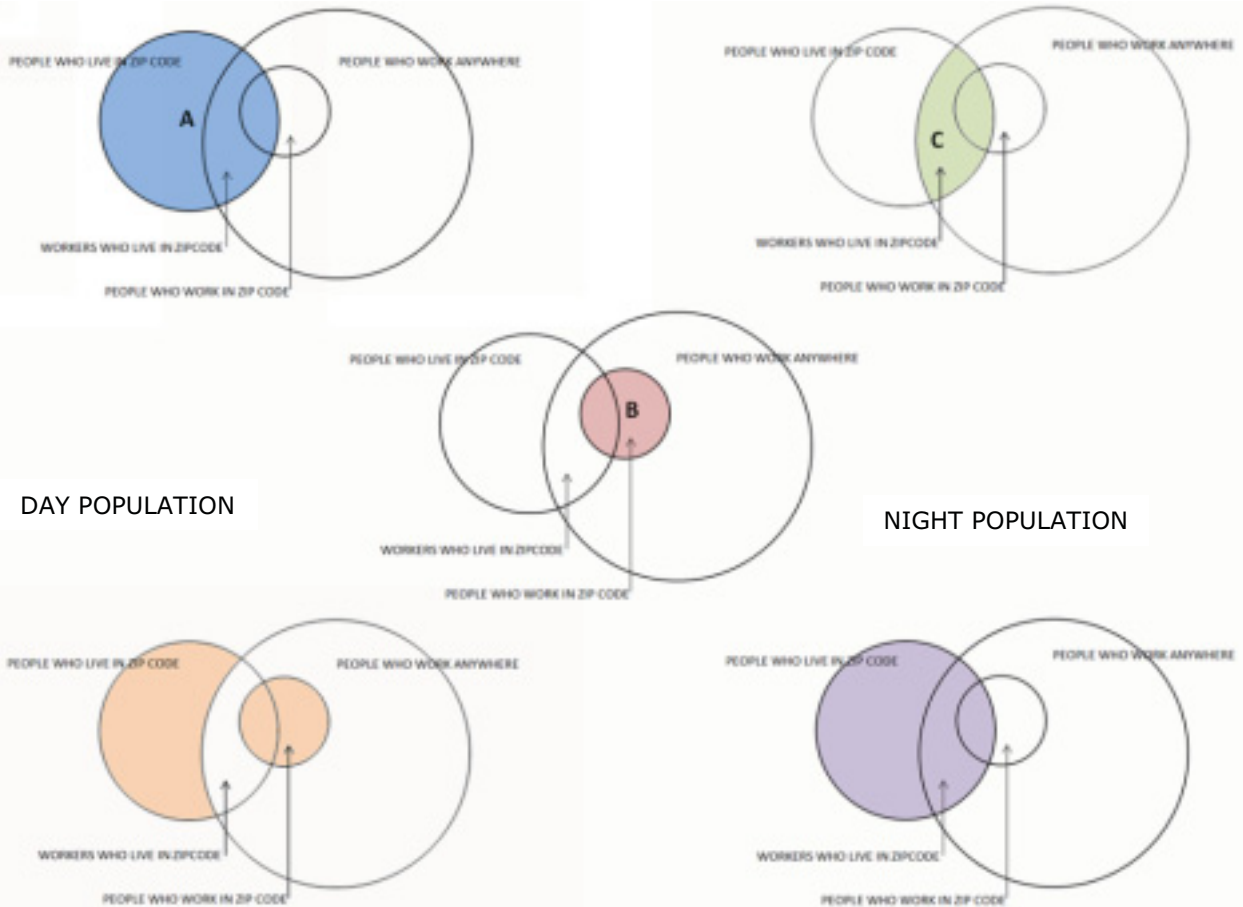 PEOPLE WHO LIVE IN ZIP CODE
PEOPLE WHO WORK ANYWHERE
A
WORKERS WHO LIVE IN ZIPCODE
PEOPLE WHO WORK IN ZIP CODE
PEOPLE WHO LIVE IN ZIP CODE
PEOPLE WHO WORK ANYWHERE
C
WORKERS WHO LIVE IN ZIPCODE
PEOPLE WHO WORK IN ZIP CODE
PEOPLE WHO LIVE IN ZIP CODE
PEOPLE WHO WORK ANYWHERE
B
WORKERS WHO LIVE IN ZIPCODE
PEOPLE WHO WORK IN ZIP CODE
DAY POPULATION
NIGHT POPULATION
PEOPLE WHO LIVE IN ZIP CODE
PEOPLE WHO WORK ANYWHERE
WORKERS WHO LIVE IN ZIPCODE
PEOPLE WHO WORK IN ZIP CODE
PEOPLE WHO LIVE IN ZIP CODE
PEOPLE WHO WORK ANYWHERE
WORKERS WHO LIVE IN ZIPCODE
PEOPLE WHO WORK IN ZIP CODE